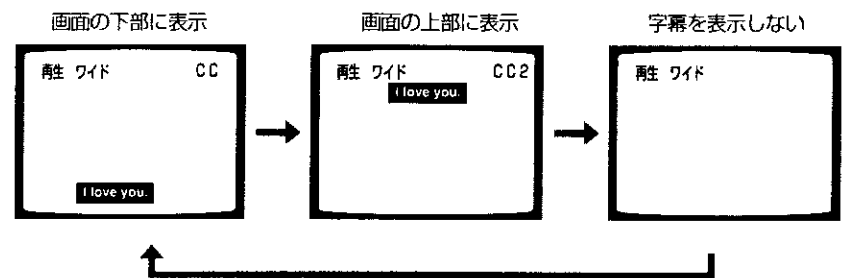 画面の下部に表示
画面の上部に表示
字幕を表示しない
再生 ワイド CC
I love you.
再生 ワイド CC2
I love you.
再生 ワイド